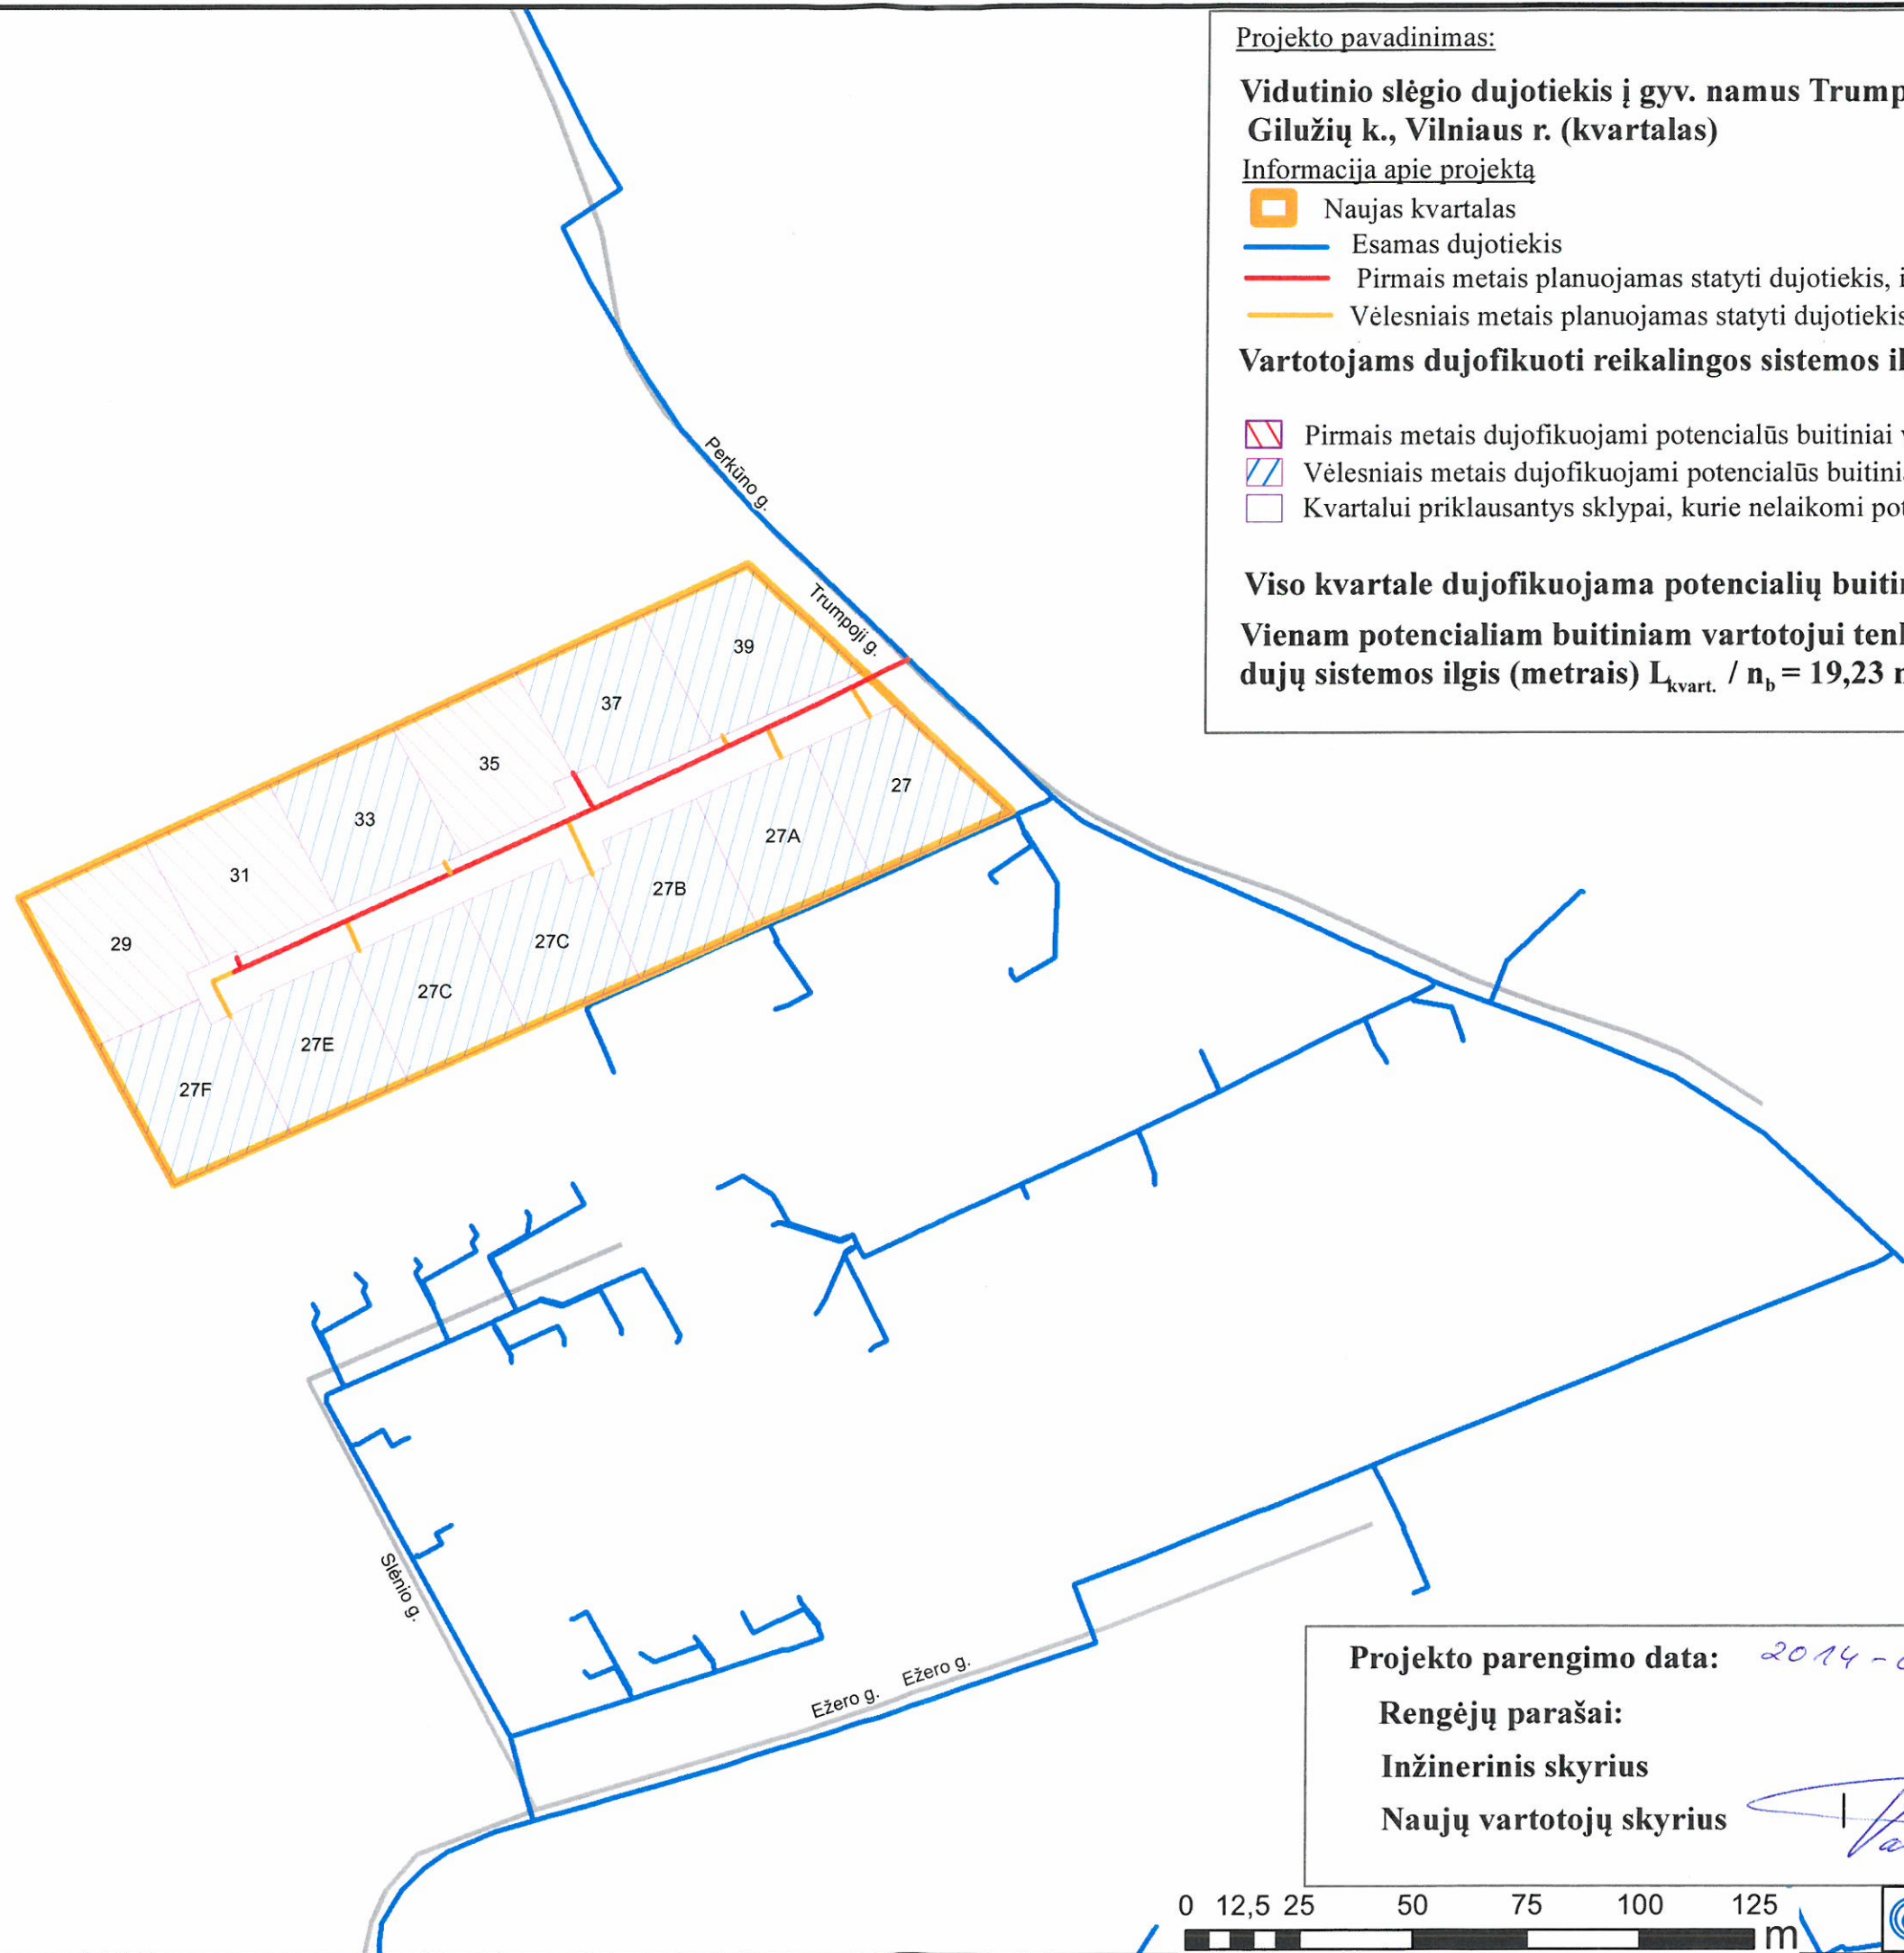 Projekto pavadinimas:
Vidutinio slėgio dujotiekis į gyv. namus Trump
Gilužių k., Vilniaus r. (kvartalas)
Informacija apie projektą
Naujas kvartalas
Esamas dujotiekis
Pirmais metais planuojamas statyti dujotiekis, i
Vėlesniais metais planuojamas statyti dujotiekis
Vartotojams dujofikuoti reikalingos sistemos il
Pirmais metais dujofikuojami potencialūs buitiniai v
Vėlesniais metais dujofikuojami potencialūs buitini
Kvartalui priklausantys sklypai, kurie nelaikomi pot
Viso kvartale dujofikuojama potencialių buitin
Vienam potencialiam buitiniam vartotojui tenk
dujų sistemos ilgis (metrais) Lkvart. / nb = 19,23 m
Perkūno g.
Trumpoji g.
39
37
35
33
31
29
27
27A
27B
27C
27C
27E
27F
Slėnio g.
Ežero g.
Ežero g.
Projekto parengimo data: 2014 -
Rengėjų parašai:
Inžinerinis skyrius
Naujų vartotojų skyrius
0 12,5 25 50 75 100 125
m